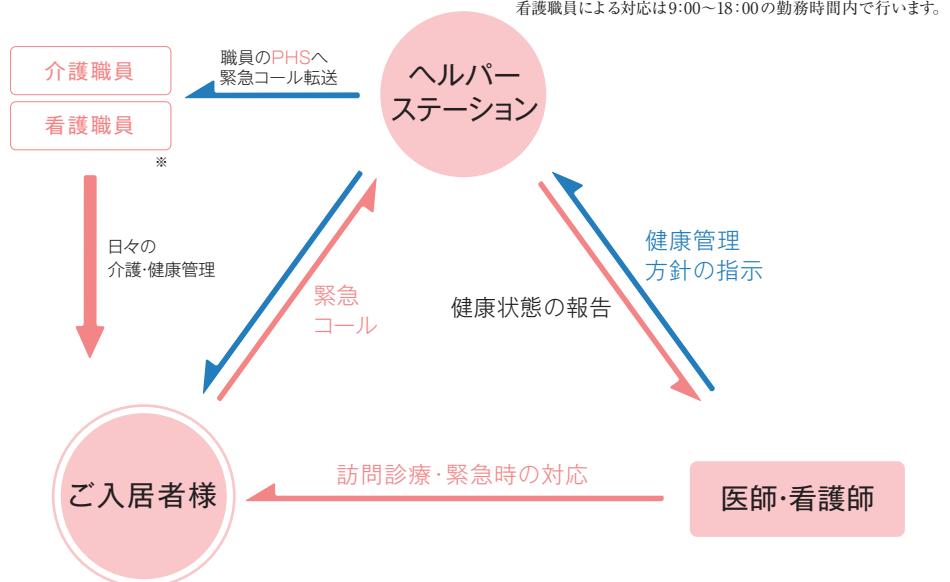 看護職員による対応は9:00～18:00の勤務時間内で行います。
介護職員
看護職員
※
職員のPHSへ
緊急コール転送
ヘルパー
ステーション
日々の
介護・健康管理
緊急
コール
健康状態の報告
健康管理
方針の指示
ご入居者様
訪問診療・緊急時の対応
医師・看護師